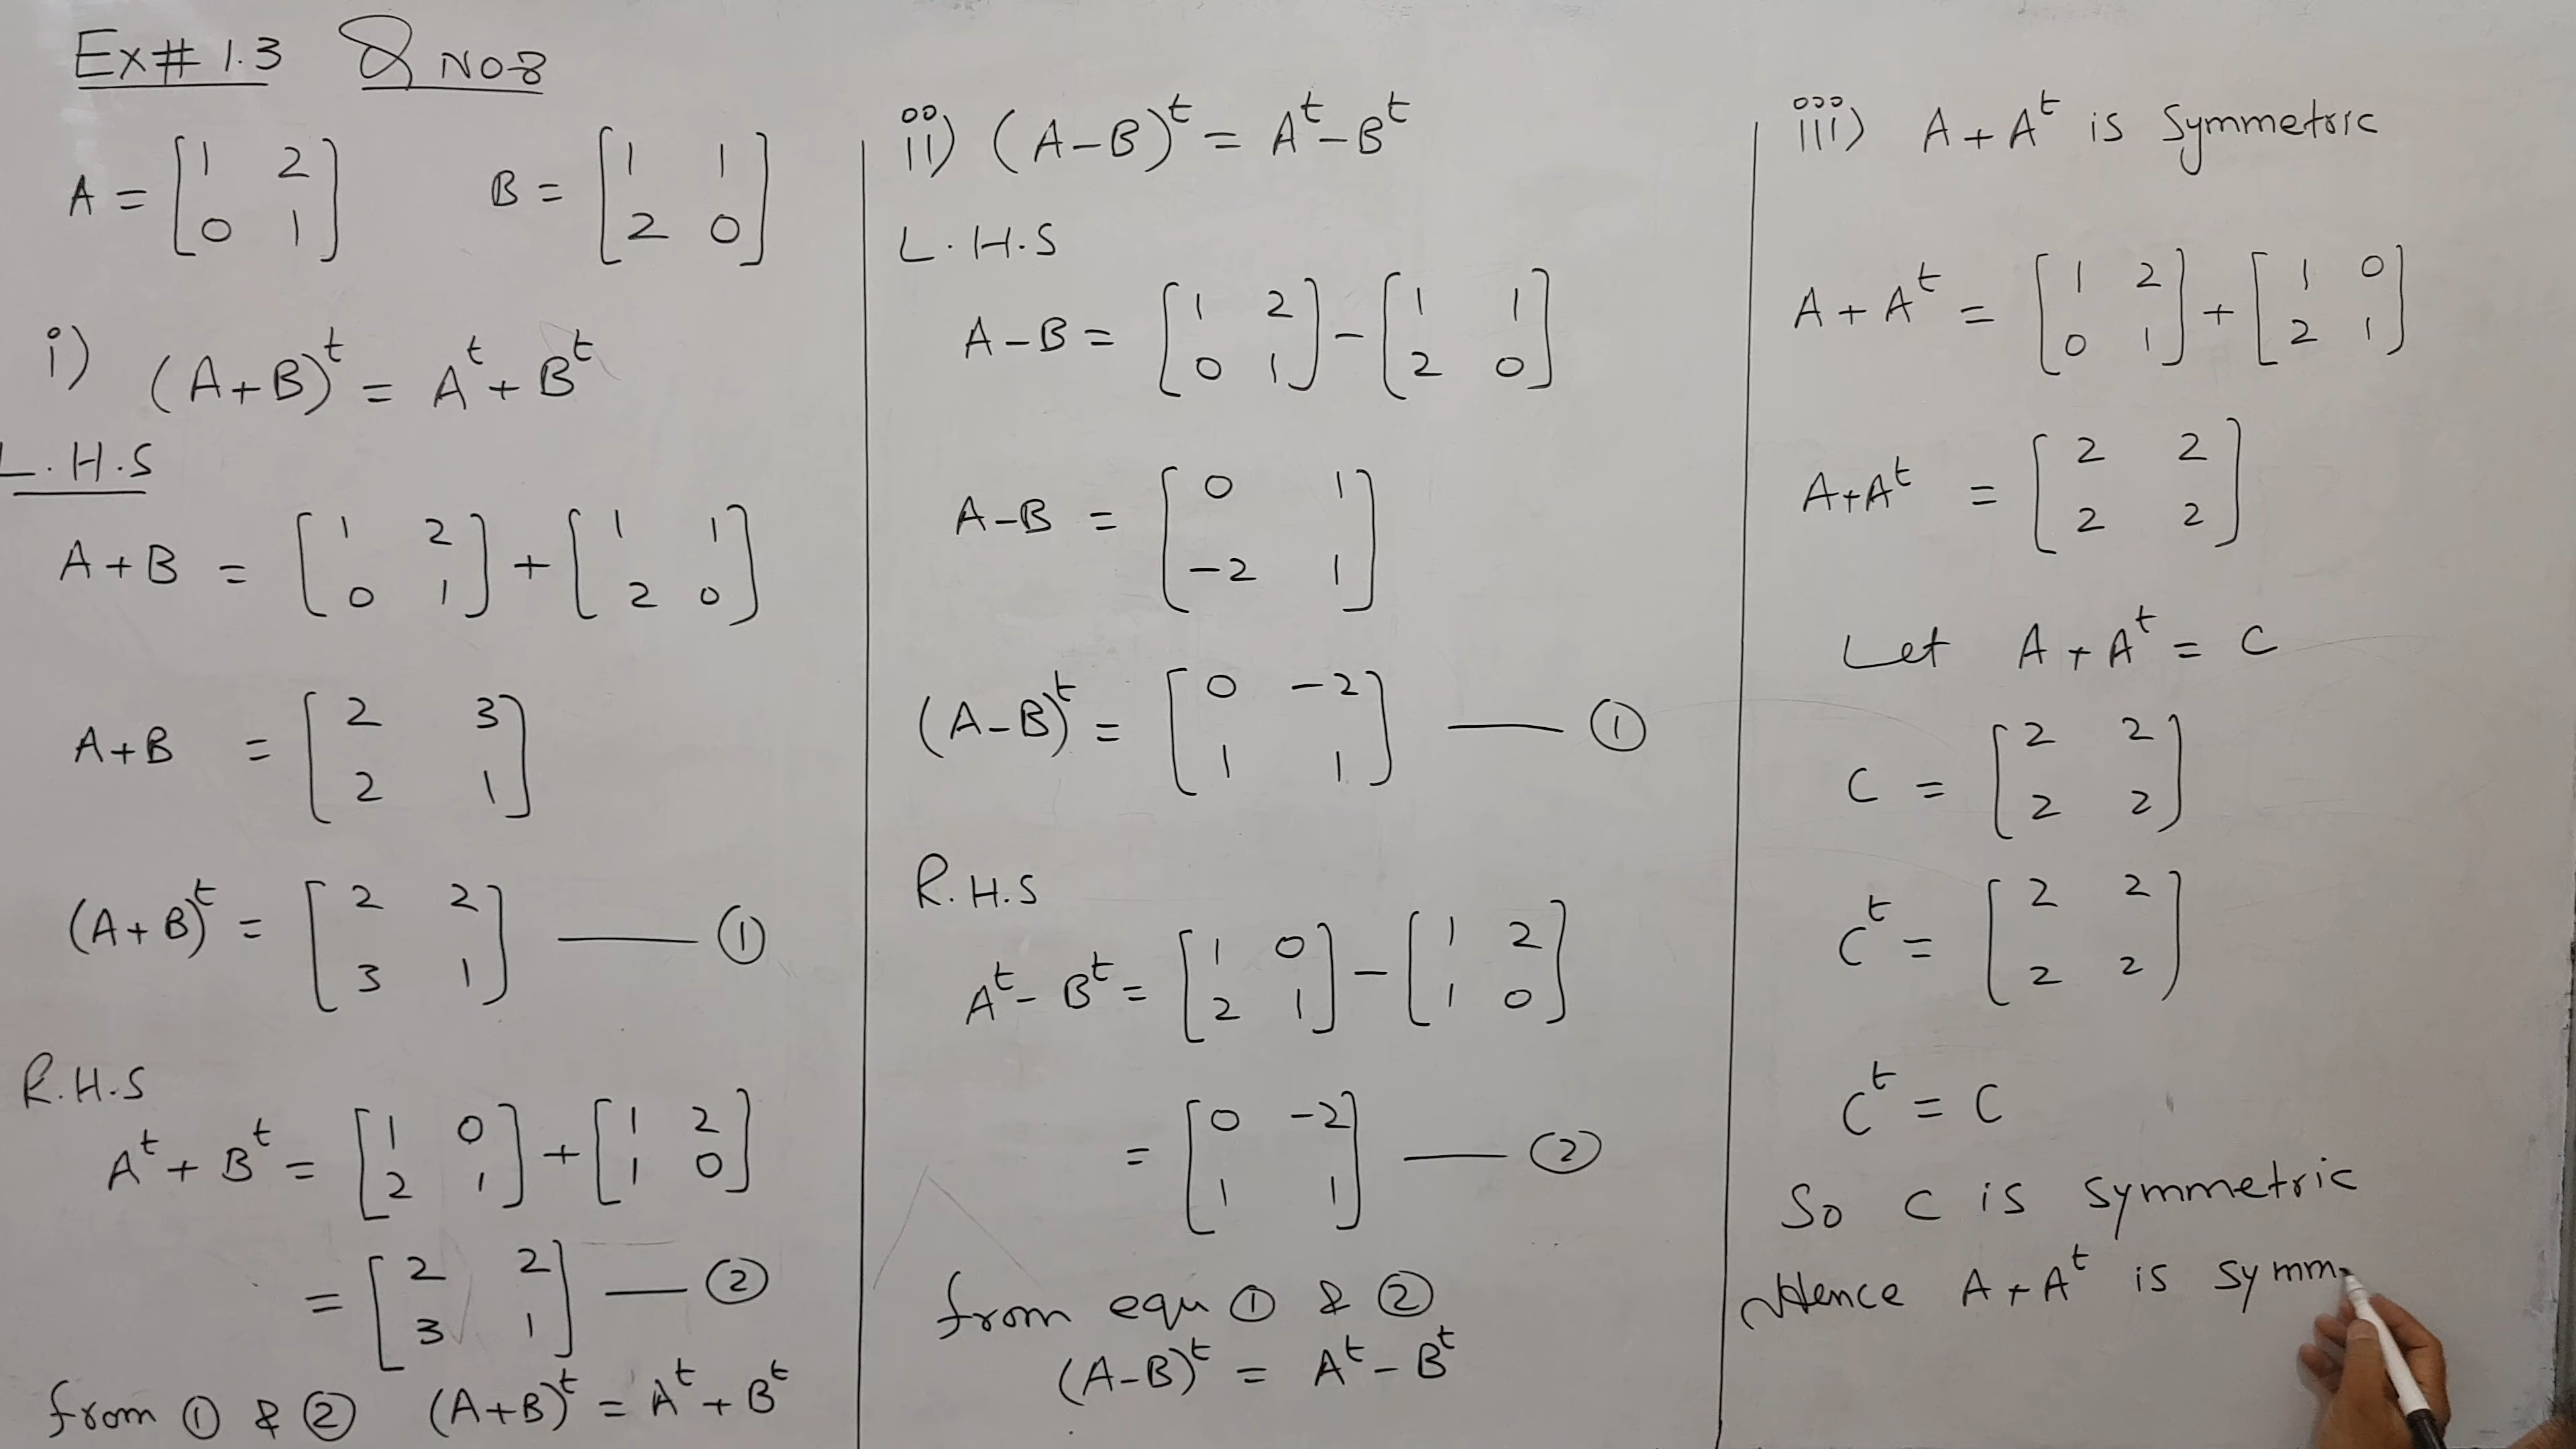 Ex# 1.3 Q NO-8
A = [1 2
0 1] B = [1 1
2 0]
i) (A+B)^t = A^t + B^t
L.H.S
A+B = [1 2
0 1] + [1 1
2 0]
A+B = [2 3
2 1]
(A+B)^t = [2 2
3 1] — ①
R.H.S
A^t + B^t = [1 0
2 1] + [1 2
1 0]
= [2 2
3 1] — ②
from ① & ② (A+B)^t = A^t + B^t
ii) (A-B)^t = A^t - B^t
L.H.S
A-B = [1 2
0 1] - [1 1
2 0]
A-B = [0 1
-2 1]
(A-B)^t = [0 -2
1 1] — ①
R.H.S
A^t - B^t = [1 0
2 1] - [1 2
1 0]
= [0 -2
1 1] — ②
from equ ① & ②
(A-B)^t = A^t - B^t
iii) A+A^t is Symmetric
A+A^t = [1 2
0 1] + [1 0
2 1]
A+A^t = [2 2
2 2]
Let A+A^t = C
C = [2 2
2 2]
C^t = [2 2
2 2]
C^t = C
So C is symmetric
Hence A+A^t is symm